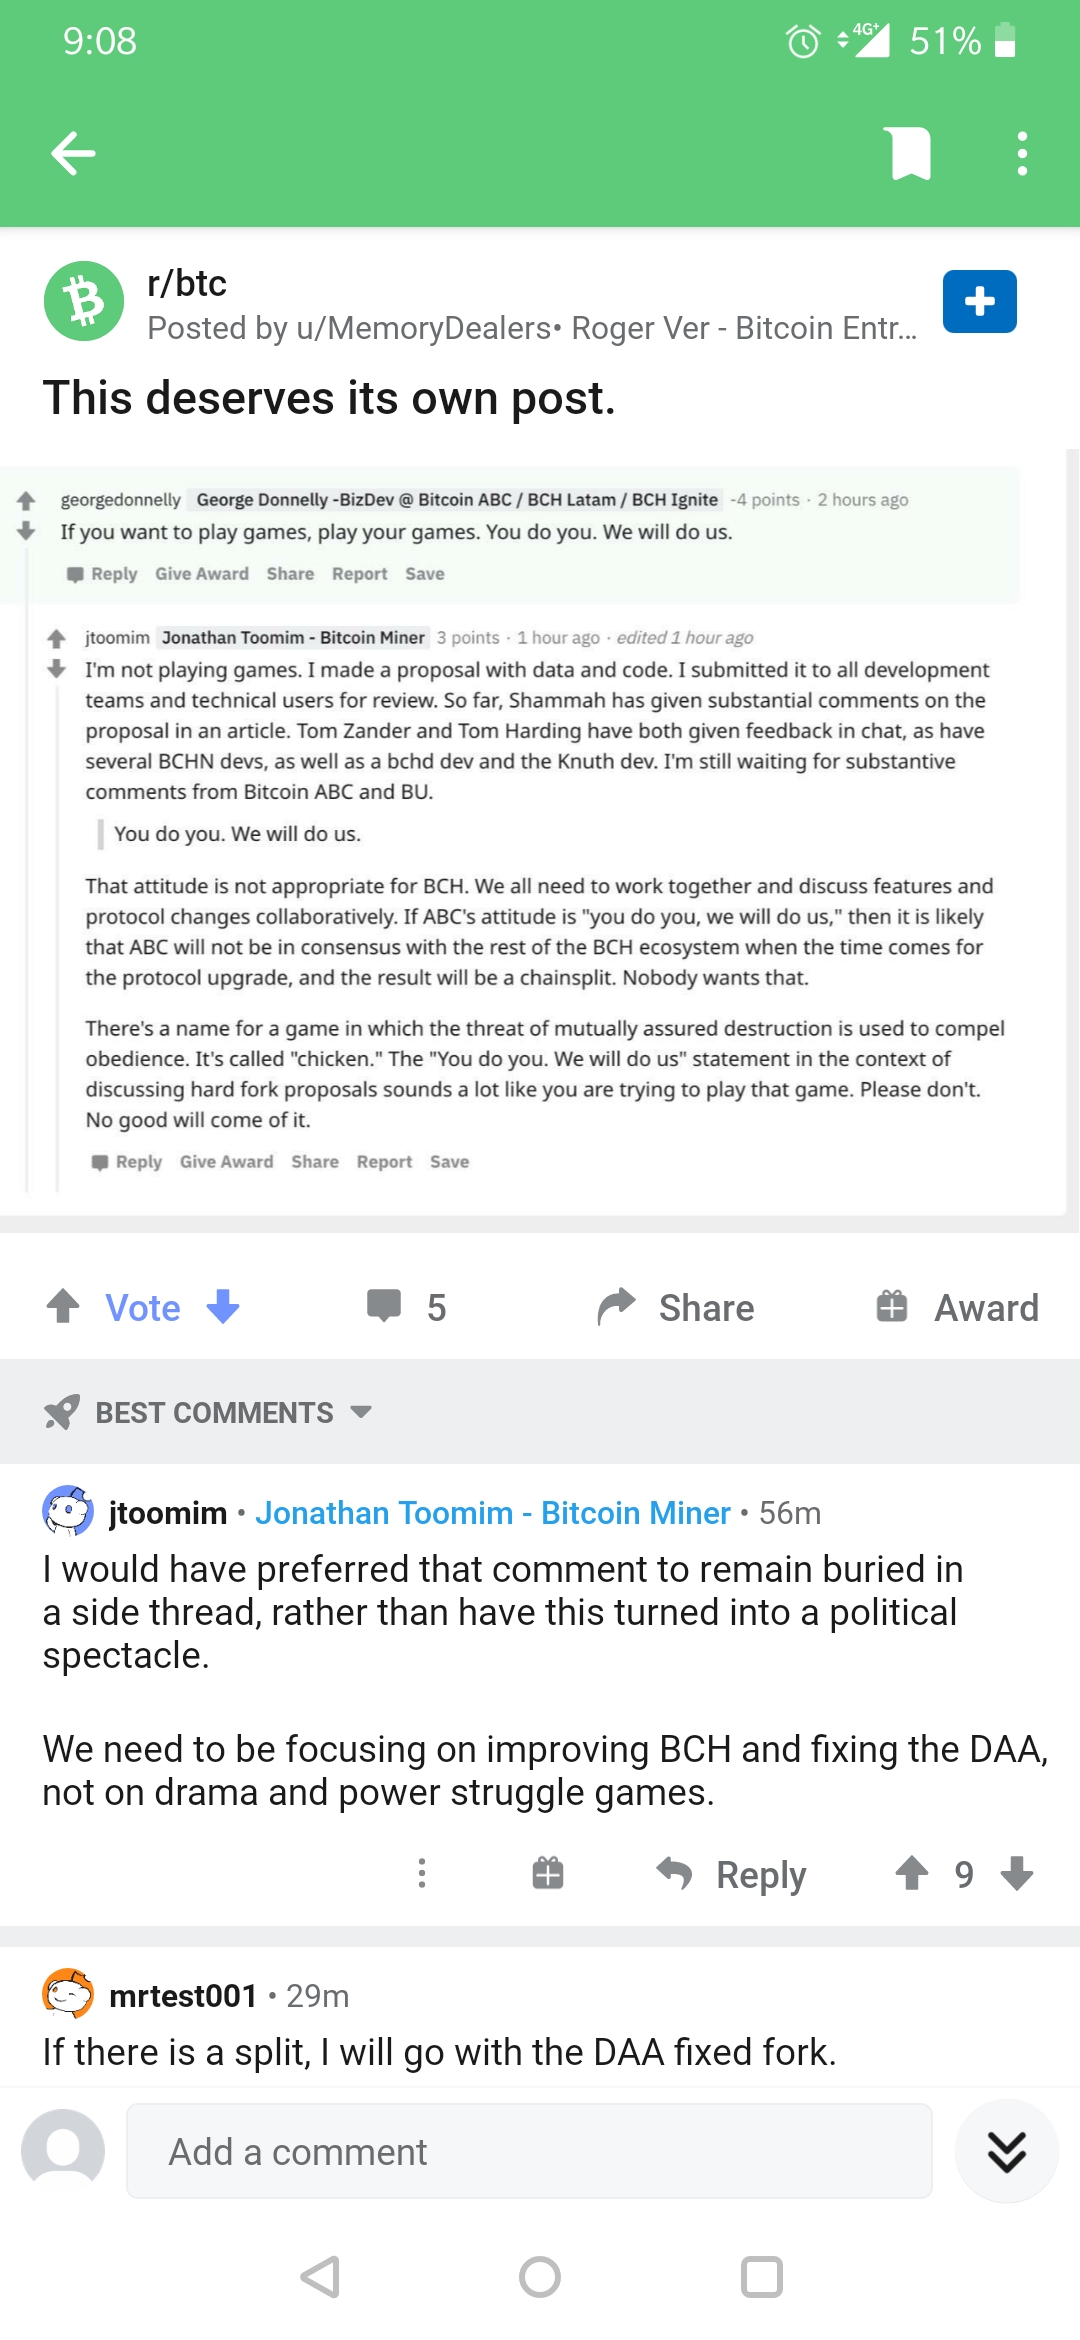 9:08
4G+ 51%
r/btc
Posted by u/MemoryDealers• Roger Ver - Bitcoin Entr...
This deserves its own post.
georgedonnelly George Donnelly -BizDev @ Bitcoin ABC / BCH Latam / BCH Ignite -4 points · 2 hours ago
If you want to play games, play your games. You do you. We will do us.
Reply Give Award Share Report Save
jtoomim Jonathan Toomim - Bitcoin Miner 3 points · 1 hour ago · edited 1 hour ago
I'm not playing games. I made a proposal with data and code. I submitted it to all development
teams and technical users for review. So far, Shammah has given substantial comments on the
proposal in an article. Tom Zander and Tom Harding have both given feedback in chat, as have
several BCHN devs, as well as a bchd dev and the Knuth dev. I'm still waiting for substantive
comments from Bitcoin ABC and BU.
You do you. We will do us.
That attitude is not appropriate for BCH. We all need to work together and discuss features and
protocol changes collaboratively. If ABC's attitude is "you do you, we will do us," then it is likely
that ABC will not be in consensus with the rest of the BCH ecosystem when the time comes for
the protocol upgrade, and the result will be a chainsplit. Nobody wants that.
There's a name for a game in which the threat of mutually assured destruction is used to compel
obedience. It's called "chicken." The "You do you. We will do us" statement in the context of
discussing hard fork proposals sounds a lot like you are trying to play that game. Please don't.
No good will come of it.
Reply Give Award Share Report Save
Vote 5 Share Award
BEST COMMENTS
jtoomim • Jonathan Toomim - Bitcoin Miner • 56m
I would have preferred that comment to remain buried in
a side thread, rather than have this turned into a political
spectacle.
We need to be focusing on improving BCH and fixing the DAA,
not on drama and power struggle games.
Reply 9
mrtest001 • 29m
If there is a split, I will go with the DAA fixed fork.
Add a comment